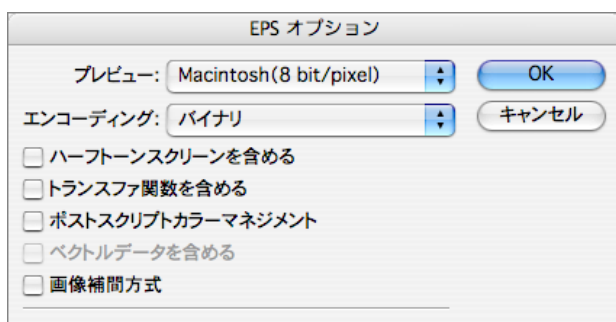 EPS オプション
プレビュー: Macintosh(8 bit/pixel) OK
エンコーディング: バイナリ キャンセル
ハーフトーンスクリーンを含める
トランスファ関数を含める
ポストスクリプトカラーマネジメント
ベクトルデータを含める
画像補間方式